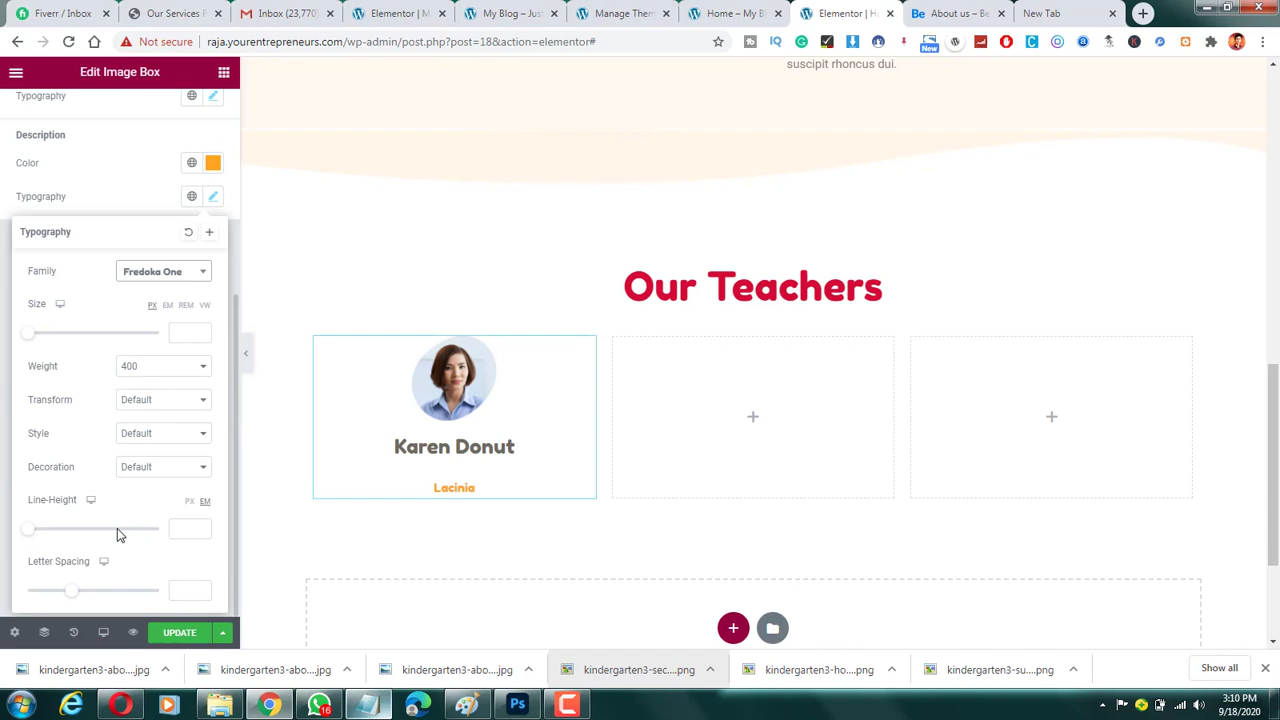 Fiverr / Inbox
Our Services F
Inbox (23,770)
Elementor | M
My Blog – Jo
Manage Them
Home – My Bl
Elementor | H
About us – Be
New Tab
Not secure
raja.yourentrepreneurs.com/wp-admin/post.php?post=188&action=elementor#
New
Edit Image Box
Typography
Description
Color
Typography
Typography
Family
Fredoka One
Size
PX EM REM VW
Weight
400
Transform
Default
Style
Default
Decoration
Default
Line-Height
PX EM
Letter Spacing
UPDATE
suscipit rhoncus dui.
Our Teachers
Karen Donut
Lacinia
kindergarten3-abo....jpg
kindergarten3-abo....jpg
kindergarten3-abo....jpg
kindergarten3-sec....png
kindergarten3-ho....png
kindergarten3-su....png
Show all
16
3:10 PM
9/18/2020